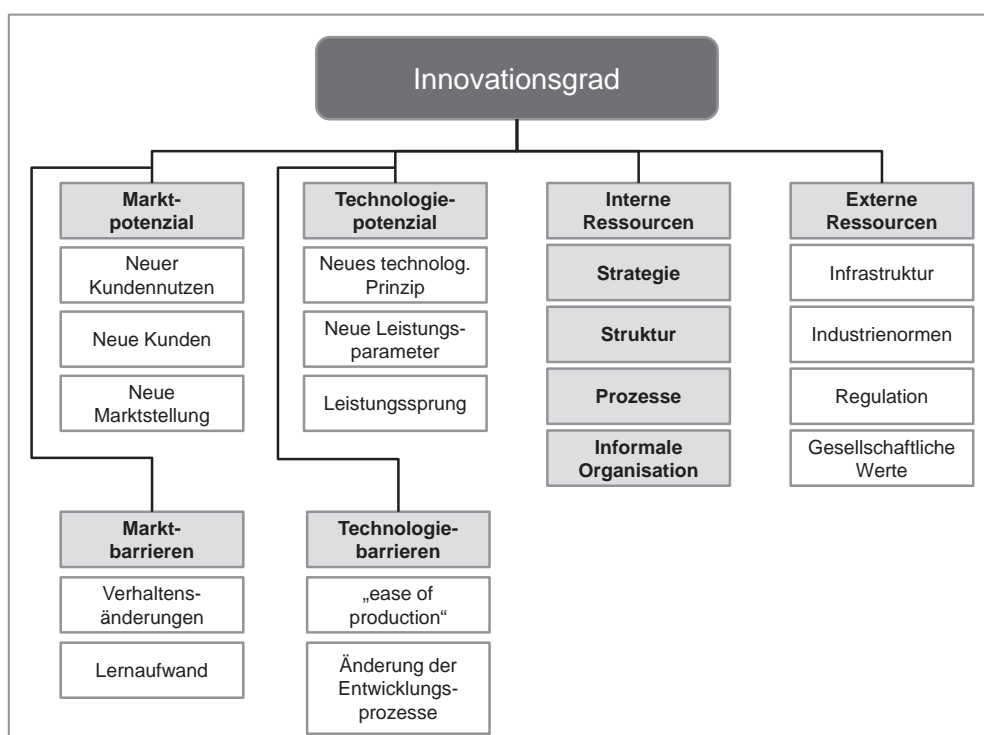 Innovationsgrad
Markt-
potenzial
Neuer
Kundennutzen
Neue Kunden
Neue
Marktstellung
Technologie-
potenzial
Neues technolog.
Prinzip
Neue Leistungs-
parameter
Leistungssprung
Interne
Ressourcen
Strategie
Struktur
Prozesse
Informale
Organisation
Externe
Ressourcen
Infrastruktur
Industrienormen
Regulation
Gesellschaftliche
Werte
Markt-
barrieren
Verhaltens-
änderungen
Lernaufwand
Technologie-
barrieren
„ease of
production“
Änderung der
Entwicklungs-
prozesse